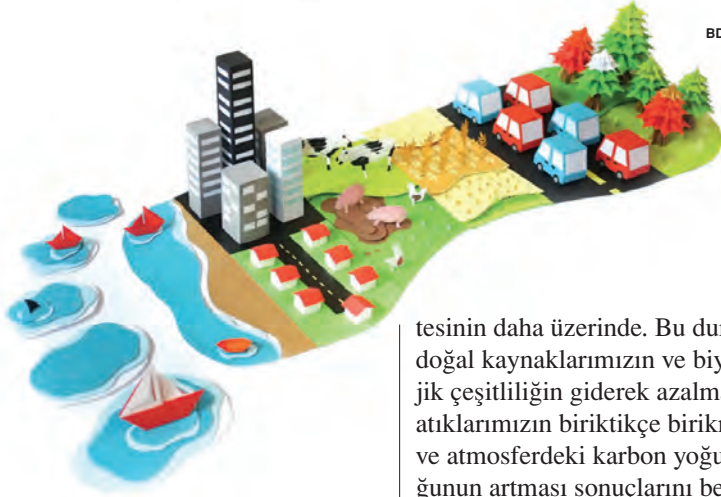 BD
tesinin daha üzerinde. Bu dur
doğal kaynaklarımızın ve biy
jik çeşitliliğin giderek azalma
atıklarımızın biriktikçe birikm
ve atmosferdeki karbon yoğu
ğunun artması sonuçlarını be